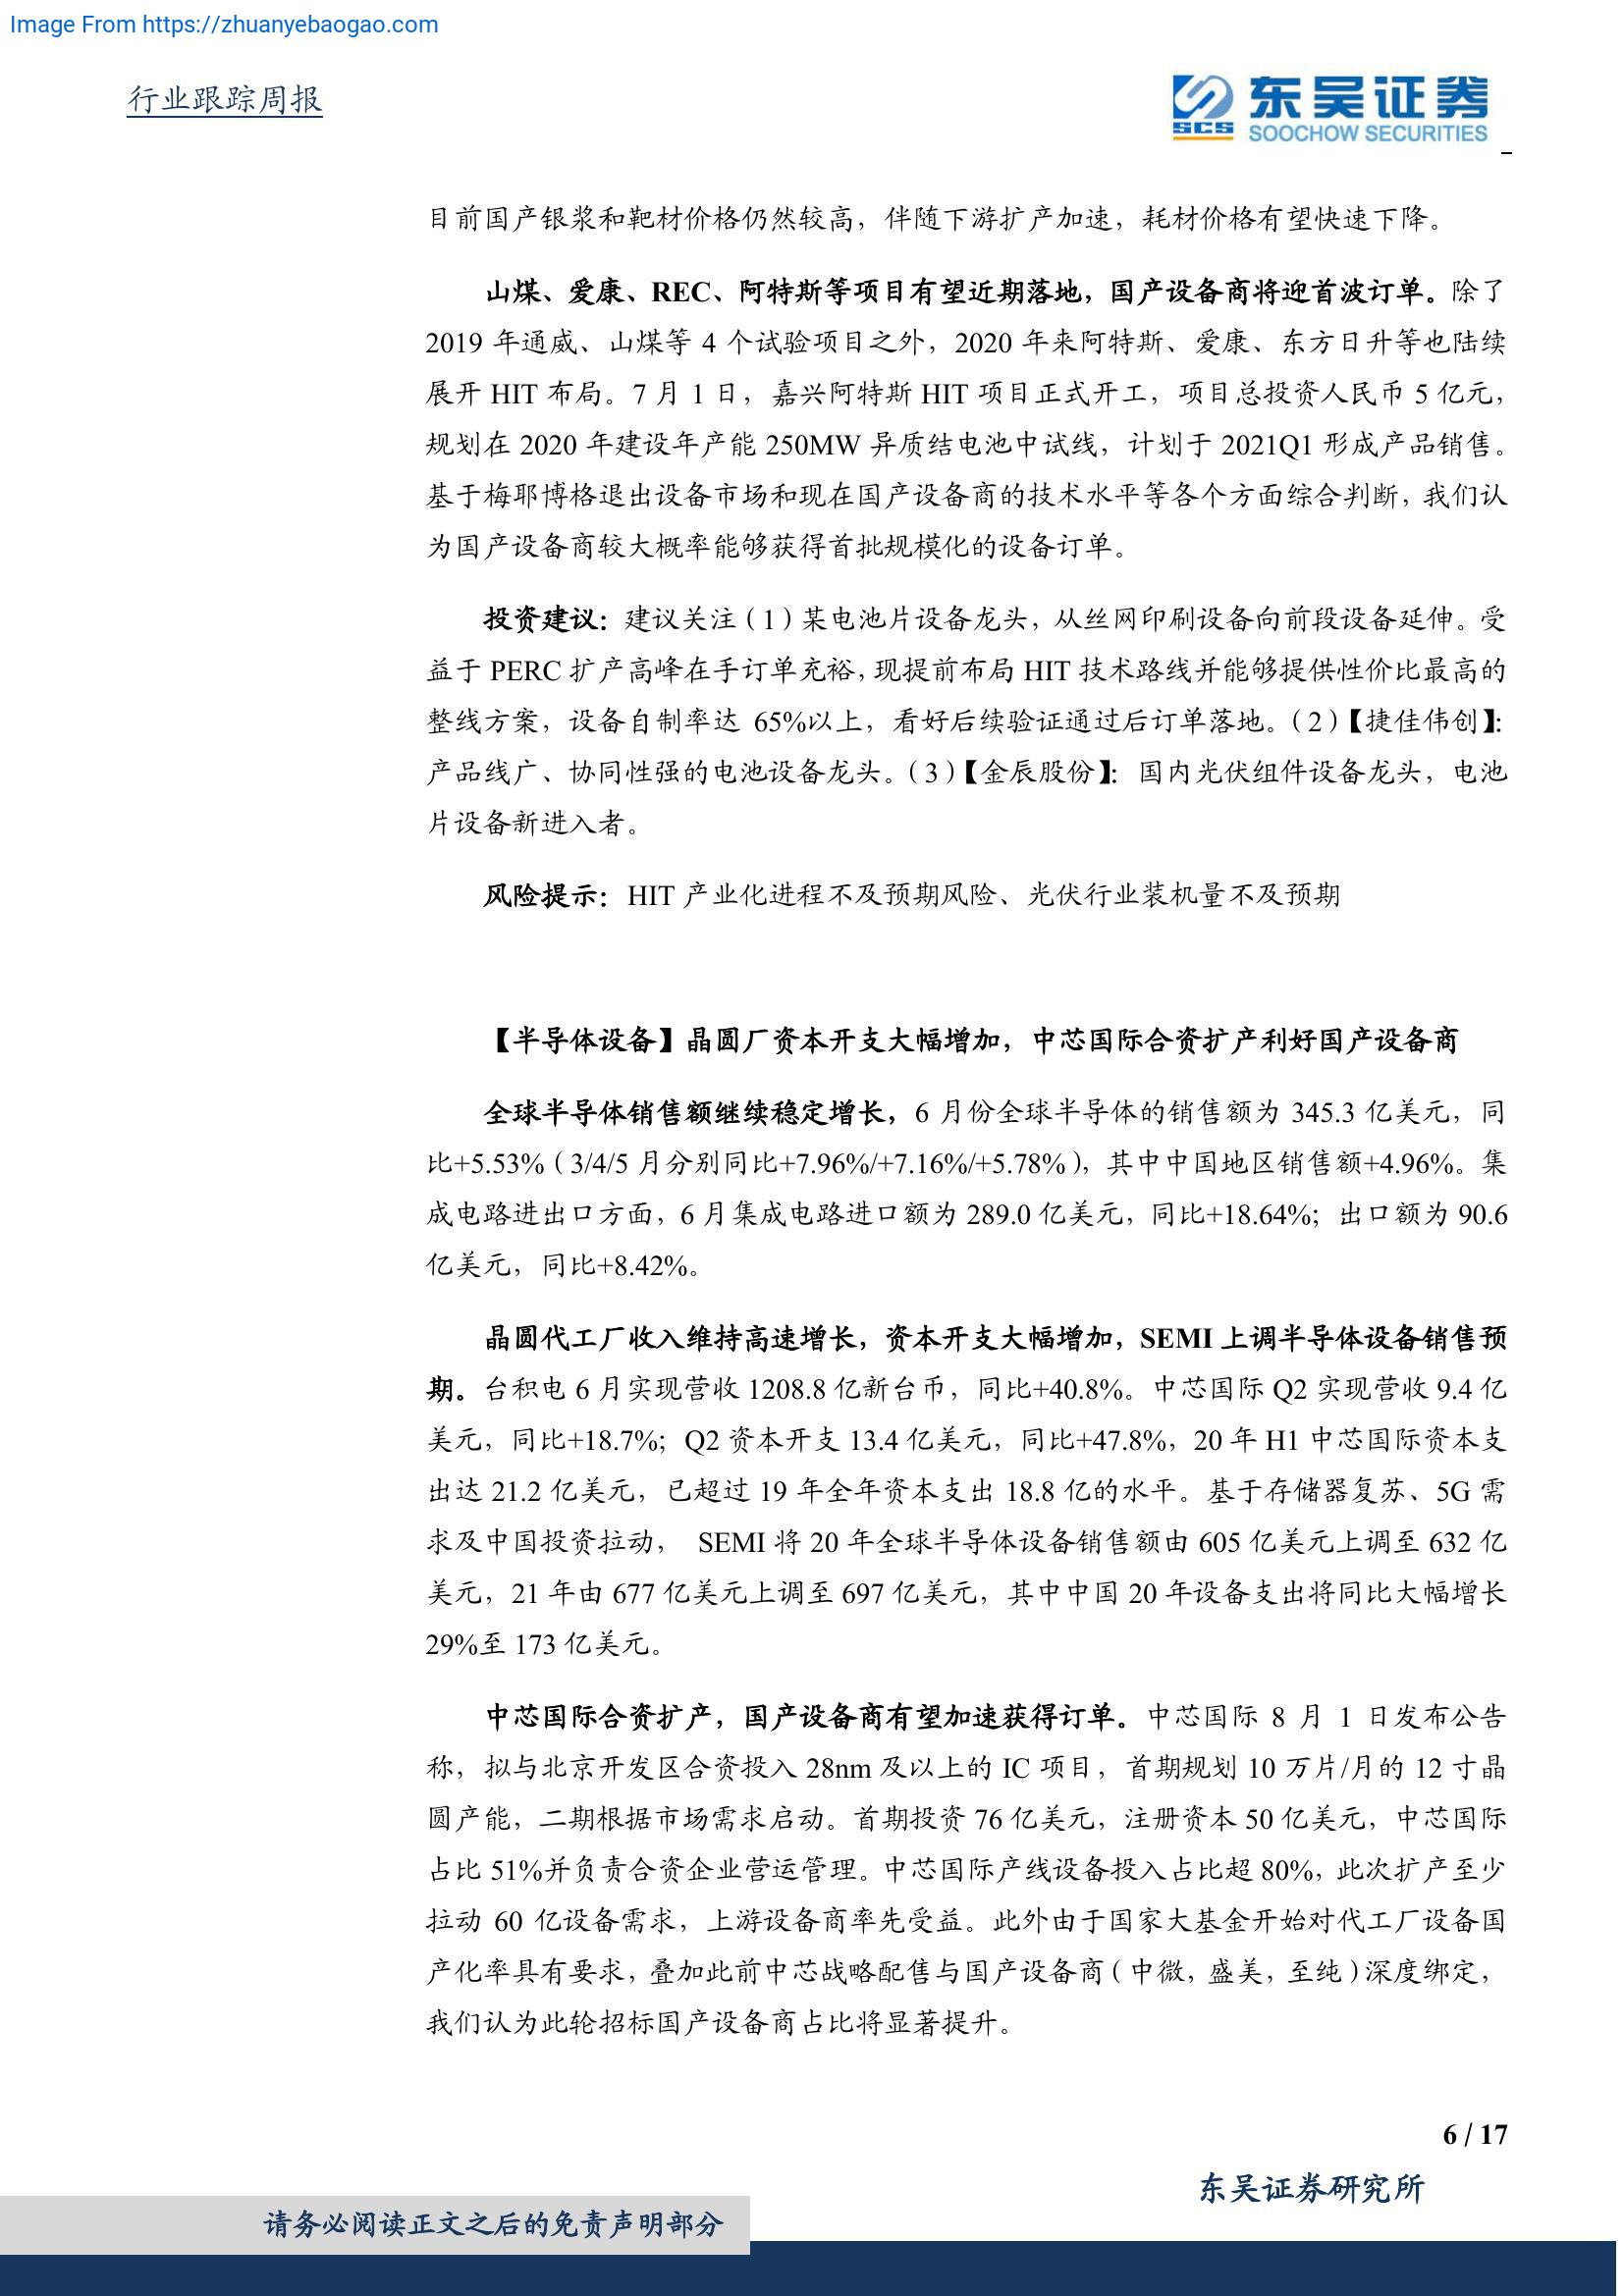 Image From https://zhuanyebaogao.com
行业跟踪周报
SCS 东吴证券
SOOCHOW SECURITIES
目前国产银浆和靶材价格仍然较高，伴随下游扩产加速，耗材价格有望快速下降。
山煤、爱康、REC、阿特斯等项目有望近期落地，国产设备商将迎首波订单。除了
2019 年通威、山煤等 4 个试验项目之外，2020 年来阿特斯、爱康、东方日升等也陆续
展开 HIT 布局。7 月 1 日，嘉兴阿特斯 HIT 项目正式开工，项目总投资人民币 5 亿元，
规划在 2020 年建设年产能 250MW 异质结电池中试线，计划于 2021Q1 形成产品销售。
基于梅耶博格退出设备市场和现在国产设备商的技术水平等各个方面综合判断，我们认
为国产设备商较大概率能够获得首批规模化的设备订单。
投资建议：建议关注（1）某电池片设备龙头，从丝网印刷设备向前段设备延伸。受
益于 PERC 扩产高峰在手订单充裕，现提前布局 HIT 技术路线并能够提供性价比最高的
整线方案，设备自制率达 65%以上，看好后续验证通过后订单落地。（2）【捷佳伟创】：
产品线广、协同性强的电池设备龙头。（3）【金辰股份】：国内光伏组件设备龙头，电池
片设备新进入者。
风险提示：HIT 产业化进程不及预期风险、光伏行业装机量不及预期
【半导体设备】晶圆厂资本开支大幅增加，中芯国际合资扩产利好国产设备商
全球半导体销售额继续稳定增长，6 月份全球半导体的销售额为 345.3 亿美元，同
比+5.53%（3/4/5 月分别同比+7.96%/+7.16%/+5.78%），其中中国地区销售额+4.96%。集
成电路进出口方面，6 月集成电路进口额为 289.0 亿美元，同比+18.64%；出口额为 90.6
亿美元，同比+8.42%。
晶圆代工厂收入维持高速增长，资本开支大幅增加，SEMI 上调半导体设备销售预
期。台积电 6 月实现营收 1208.8 亿新台币，同比+40.8%。中芯国际 Q2 实现营收 9.4 亿
美元，同比+18.7%；Q2 资本开支 13.4 亿美元，同比+47.8%，20 年 H1 中芯国际资本支
出达 21.2 亿美元，已超过 19 年全年资本支出 18.8 亿的水平。基于存储器复苏、5G 需
求及中国投资拉动， SEMI 将 20 年全球半导体设备销售额由 605 亿美元上调至 632 亿
美元，21 年由 677 亿美元上调至 697 亿美元，其中中国 20 年设备支出将同比大幅增长
29%至 173 亿美元。
中芯国际合资扩产，国产设备商有望加速获得订单。中芯国际 8 月 1 日发布公告
称，拟与北京开发区合资投入 28nm 及以上的 IC 项目，首期规划 10 万片/月的 12 寸晶
圆产能，二期根据市场需求启动。首期投资 76 亿美元，注册资本 50 亿美元，中芯国际
占比 51%并负责合资企业营运管理。中芯国际产线设备投入占比超 80%，此次扩产至少
拉动 60 亿设备需求，上游设备商率先受益。此外由于国家大基金开始对代工厂设备国
产化率具有要求，叠加此前中芯战略配售与国产设备商（中微，盛美，至纯）深度绑定，
我们认为此轮招标国产设备商占比将显著提升。
6 / 17
东吴证券研究所
请务必阅读正文之后的免责声明部分